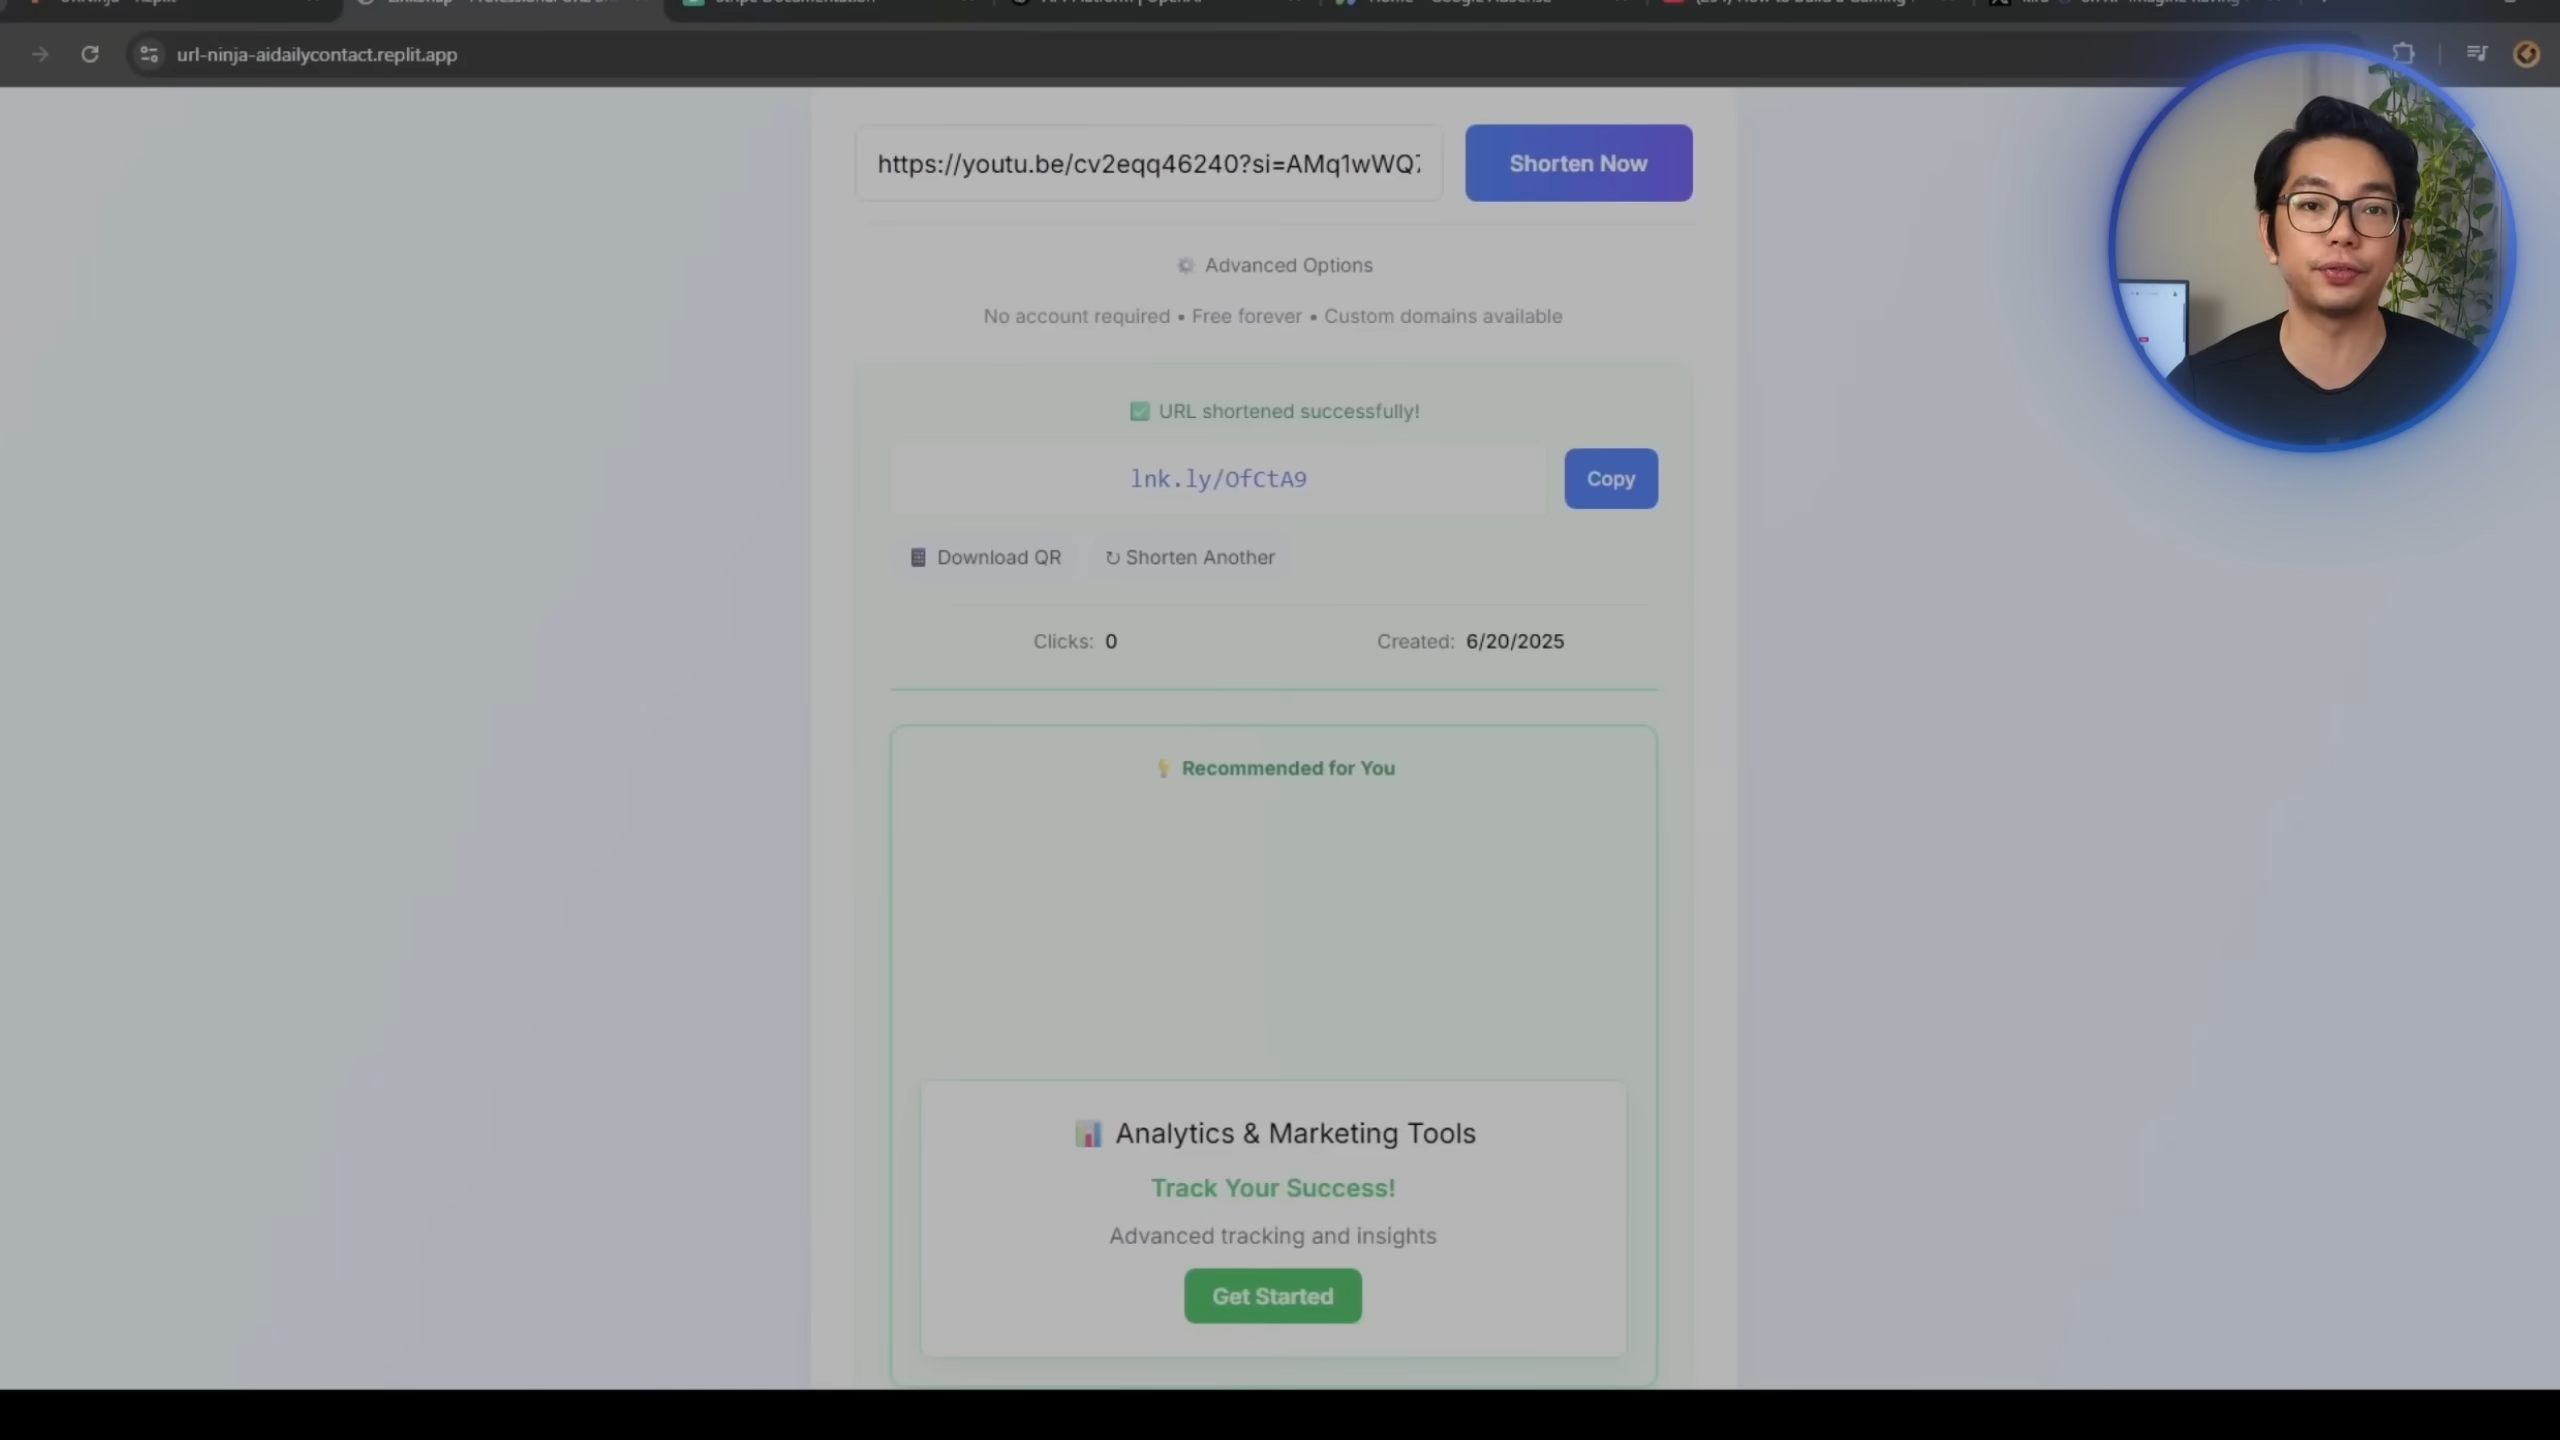 url-ninja-aidailycontact.replit.app
https://youtu.be/cv2eqq46240?si=AMq1wWQ7
Shorten Now
Advanced Options
No account required • Free forever • Custom domains available
URL shortened successfully!
lnk.ly/OfCtA9
Copy
Download QR
↻ Shorten Another
Clicks: 0
Created: 6/20/2025
Recommended for You
Analytics & Marketing Tools
Track Your Success!
Advanced tracking and insights
Get Started